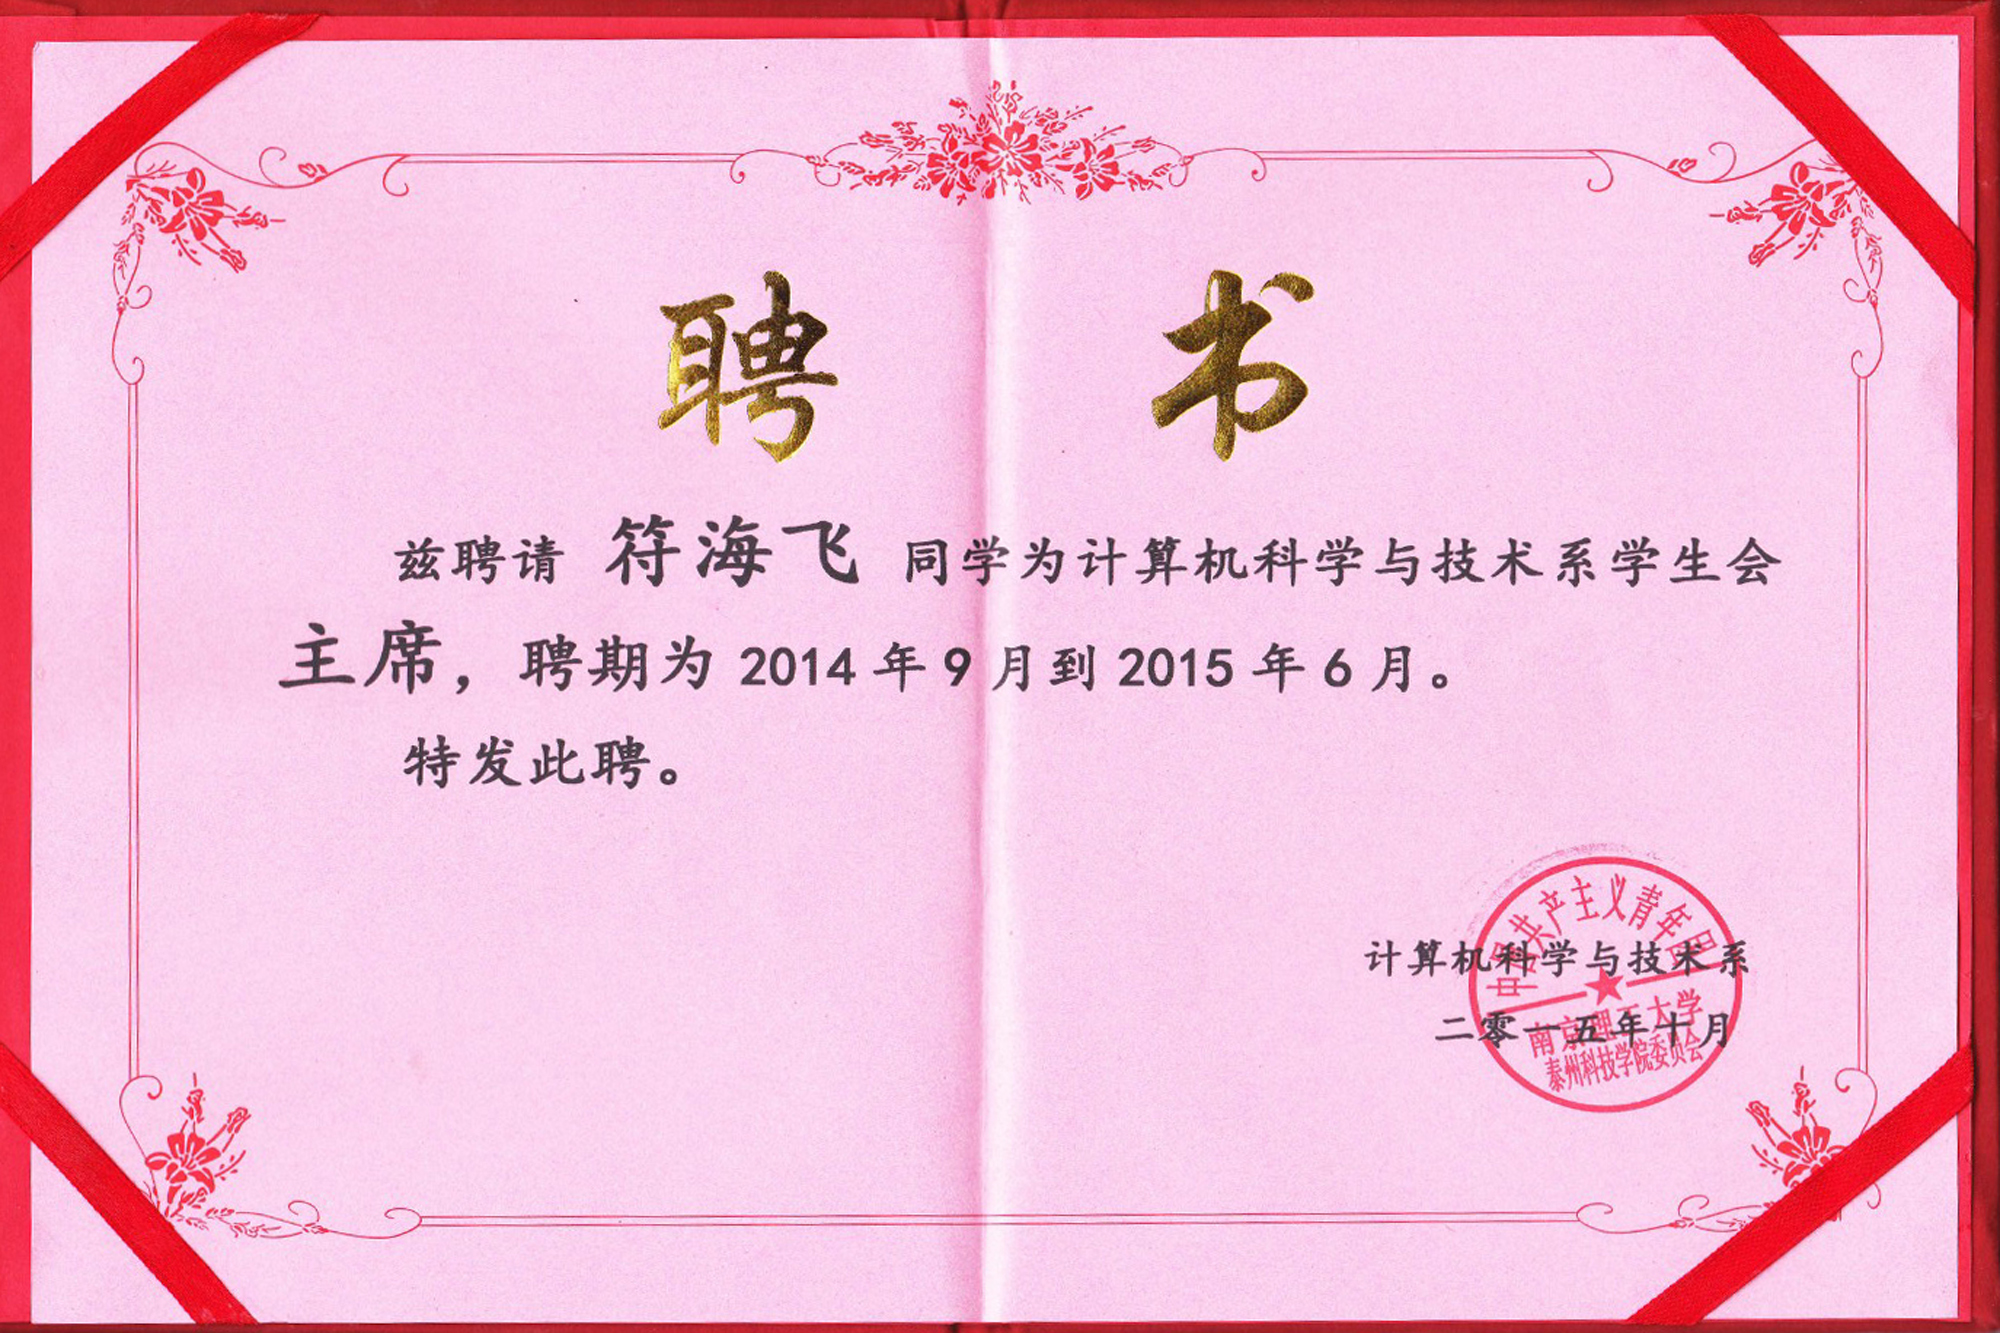 聘书
兹聘请 符海飞 同学为计算机科学与技术系学生会
主席，聘期为 2014 年 9 月到 2015 年 6 月。
特发此聘。
计算机科学与技术系
二零一五年十月
中国共产主义青年团
南京理工大学
泰州科技学院委员会